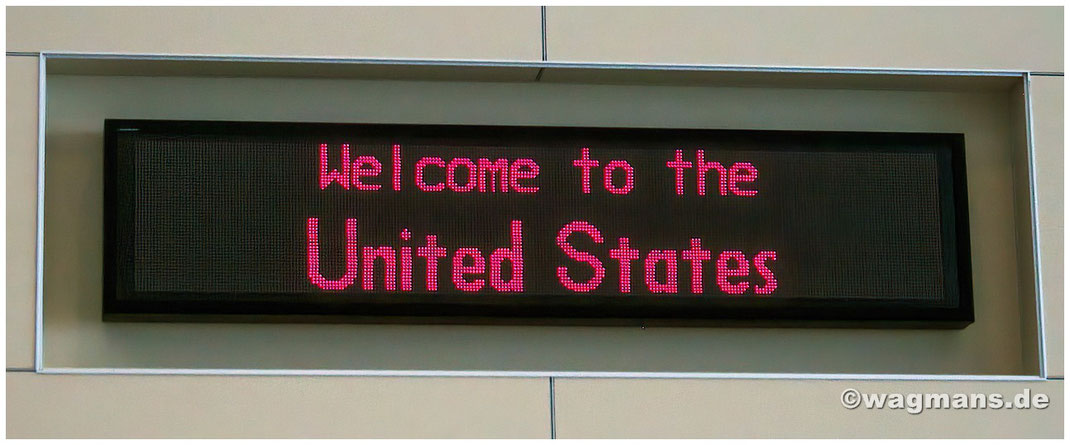 Welcome to the
United States
©wagmans.de